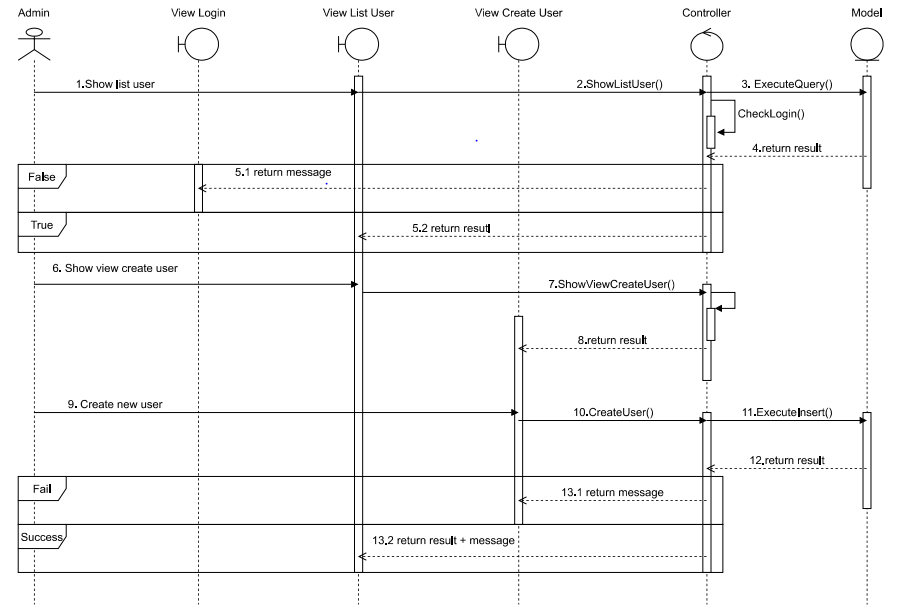 Admin
View Login
View List User
View Create User
Controller
Model
1.Show list user
2.ShowListUser()
3. ExecuteQuery()
CheckLogin()
4.return result
False
5.1 return message
True
5.2 return resutl
6. Show view create user
7.ShowViewCreateUser()
8.return result
9. Create new user
10.CreateUser()
11.ExecuteInsert()
12.return result
Fail
13.1 return message
Success
13.2 return result + message